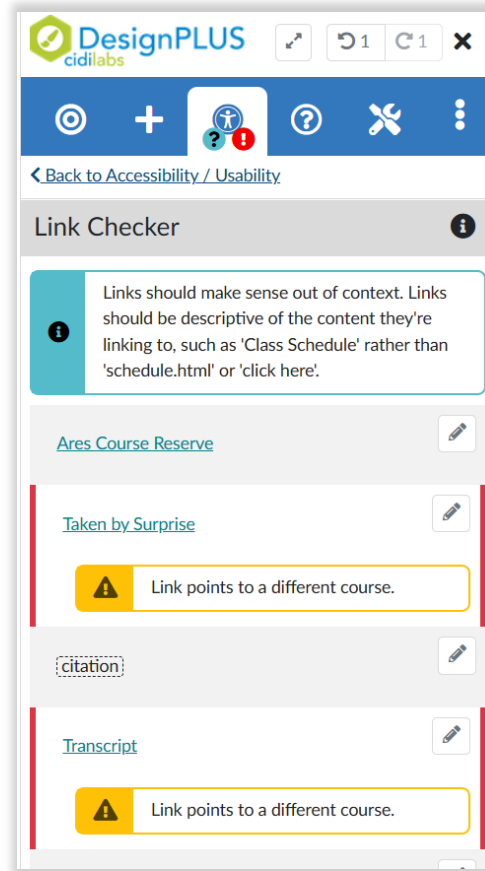 DesignPLUS
cidilabs
1 1
Back to Accessibility / Usability
Link Checker
Links should make sense out of context. Links
should be descriptive of the content they're
linking to, such as 'Class Schedule' rather than
'schedule.html' or 'click here'.
Ares Course Reserve
Taken by Surprise
Link points to a different course.
citation
Transcript
Link points to a different course.